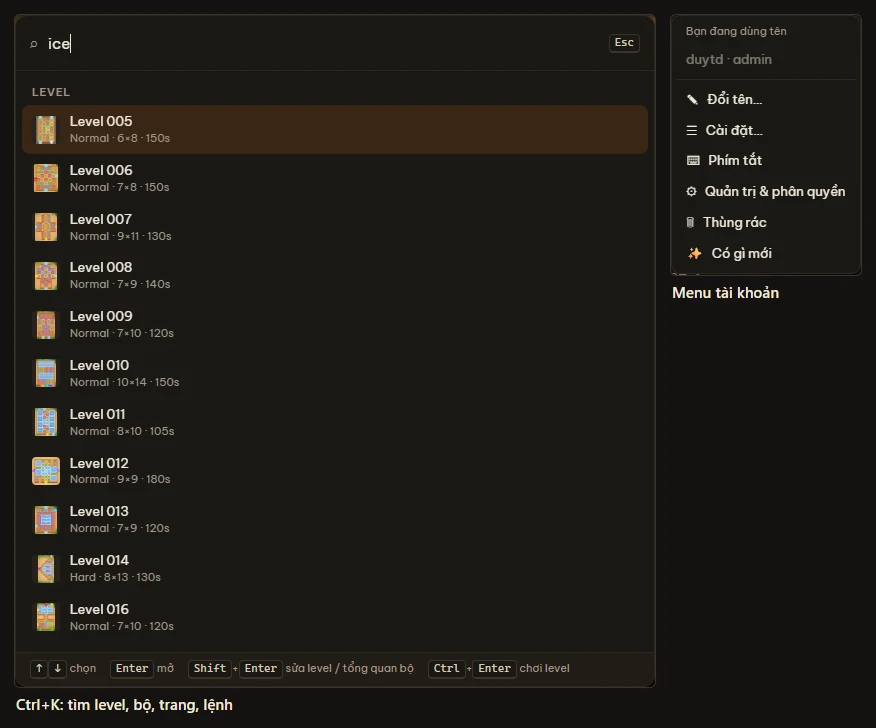 ice
Esc
LEVEL
Level 005
Normal · 6×8 · 150s
Level 006
Normal · 7×8 · 150s
Level 007
Normal · 9×11 · 130s
Level 008
Normal · 7×9 · 140s
Level 009
Normal · 7×10 · 120s
Level 010
Normal · 10×14 · 150s
Level 011
Normal · 8×10 · 105s
Level 012
Normal · 9×9 · 180s
Level 013
Normal · 7×9 · 120s
Level 014
Hard · 8×13 · 130s
Level 016
Normal · 7×10 · 120s
↑ ↓ chọn Enter mở Shift + Enter sửa level / tổng quan bộ Ctrl + Enter chơi level
Ctrl+K: tìm level, bộ, trang, lệnh
Bạn đang dùng tên
duytd · admin
Đổi tên...
Cài đặt...
Phím tắt
Quản trị & phân quyền
Thùng rác
Có gì mới
Menu tài khoản